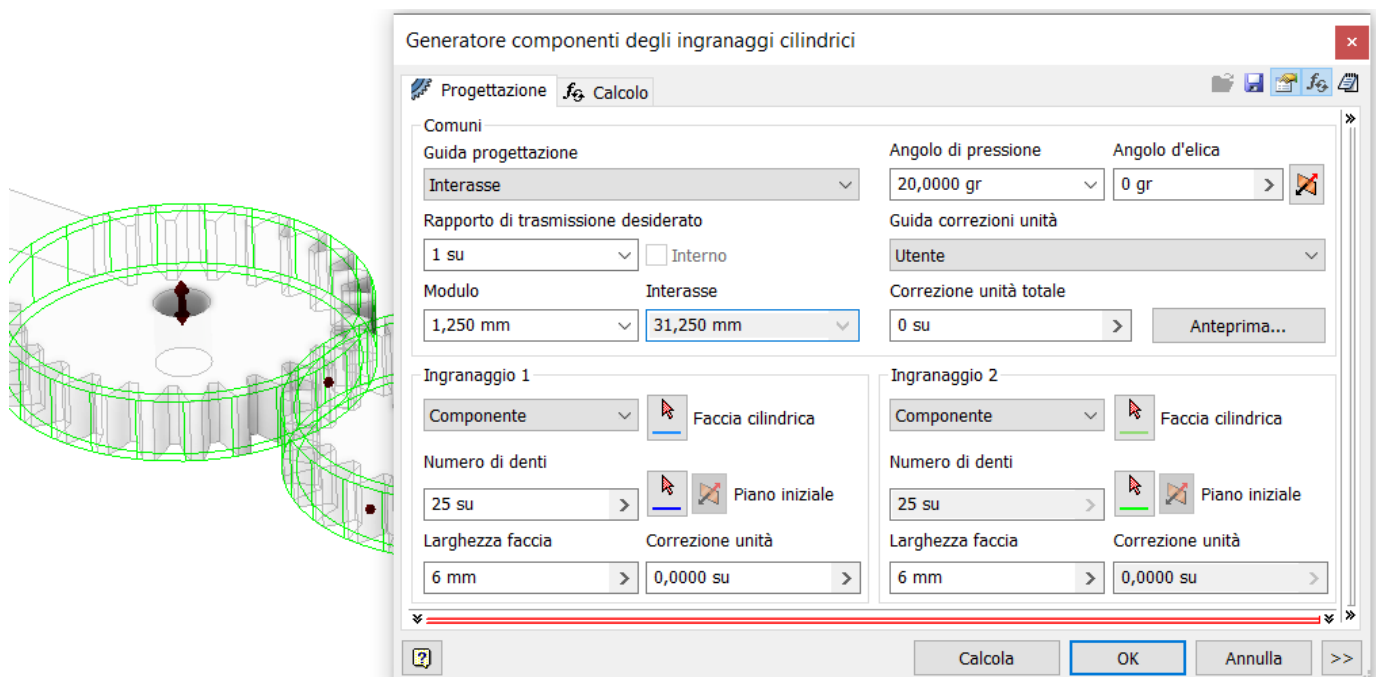 Generatore componenti degli ingranaggi cilindrici
Progettazione
Calcolo
Comuni
Guida progettazione
Interasse
Angolo di pressione
20,0000 gr
Angolo d'elica
0 gr
Rapporto di trasmissione desiderato
1 su
Interno
Guida correzioni unità
Utente
Modulo
1,250 mm
Interasse
31,250 mm
Correzione unità totale
0 su
Anteprima...
Ingranaggio 1
Componente
Faccia cilindrica
Numero di denti
25 su
Piano iniziale
Larghezza faccia
6 mm
Correzione unità
0,0000 su
Ingranaggio 2
Componente
Faccia cilindrica
Numero di denti
25 su
Piano iniziale
Larghezza faccia
6 mm
Correzione unità
0,0000 su
Calcola
OK
Annulla
>>